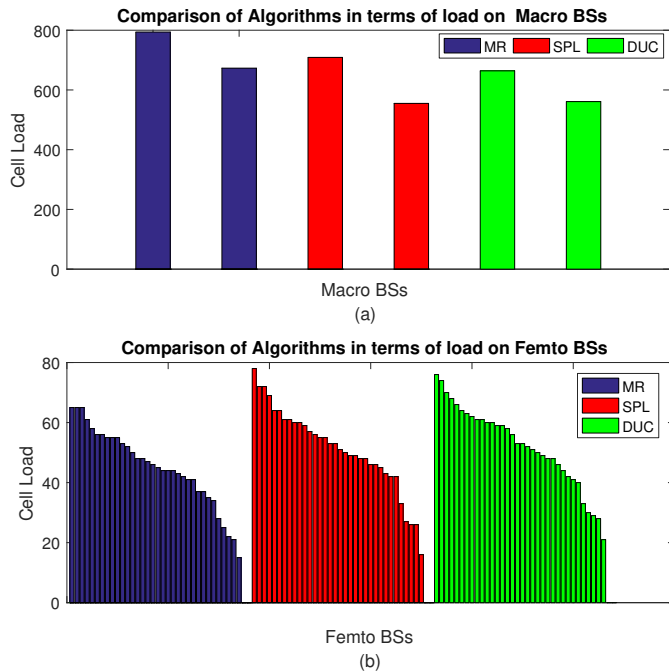 Comparison of Algorithms in terms of load on Macro BSs
800
600
400
200
0
Cell Load
MR SPL DUC
Macro BSs
(a)
Comparison of Algorithms in terms of load on Femto BSs
80
60
40
20
0
Cell Load
MR
SPL
DUC
Femto BSs
(b)